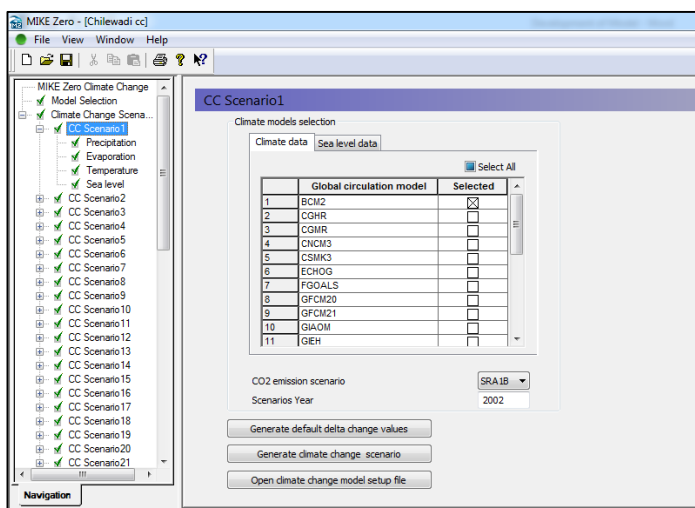 MIKE Zero - [Chilewadi cc]
File View Window Help
MIKE Zero Climate Change
Model Selection
Climate Change Scena...
CC Scenario1
Precipitation
Evaporation
Temperature
Sea level
CC Scenario2
CC Scenario3
CC Scenario4
CC Scenario5
CC Scenario6
CC Scenario7
CC Scenario8
CC Scenario9
CC Scenario10
CC Scenario11
CC Scenario12
CC Scenario13
CC Scenario14
CC Scenario15
CC Scenario16
CC Scenario17
CC Scenario18
CC Scenario19
CC Scenario20
CC Scenario21
Navigation
CC Scenario1
Climate models selection
Climate data Sea level data
Select All
Global circulation model Selected
1 BCM2
2 CGHR
3 CGMR
4 CNCM3
5 CSMK3
6 ECHOG
7 FGOALS
8 GFCM20
9 GFCM21
10 GIAOM
11 GIEH
CO2 emission scenario SRA1B
Scenarios Year 2002
Generate default delta change values
Generate climate change scenario
Open climate change model setup file